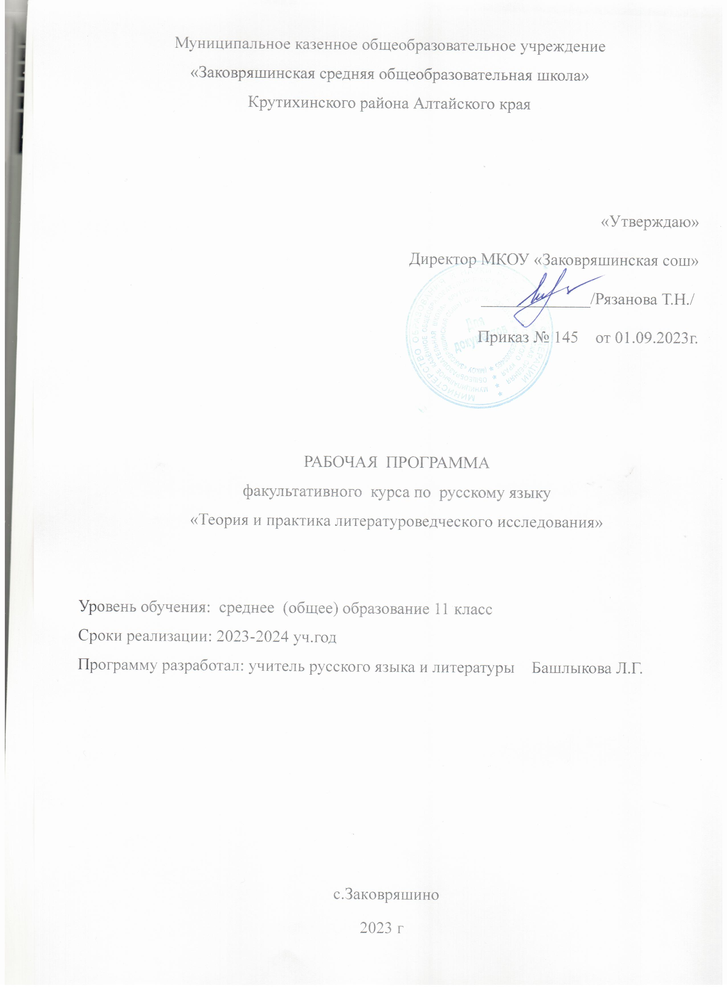 Муниципальное казенное общеобразовательное учреждение
«Заковряшинская средняя общеобразовательная школа»
Крутихинского района Алтайского края
«Утверждаю»
Директор МКОУ «Заковряшинская сош»
_____________/Рязанова Т.Н./
Приказ № 145 от 01.09.2023г.
Для
документов
РАБОЧАЯ ПРОГРАММА
факультативного курса по русскому языку
«Теория и практика литературоведческого исследования»
Уровень обучения: среднее (общее) образование 11 класс
Сроки реализации: 2023-2024 уч.год
Программу разработал: учитель русского языка и литературы Башлыкова Л.Г.
с.Заковряшино
2023 г